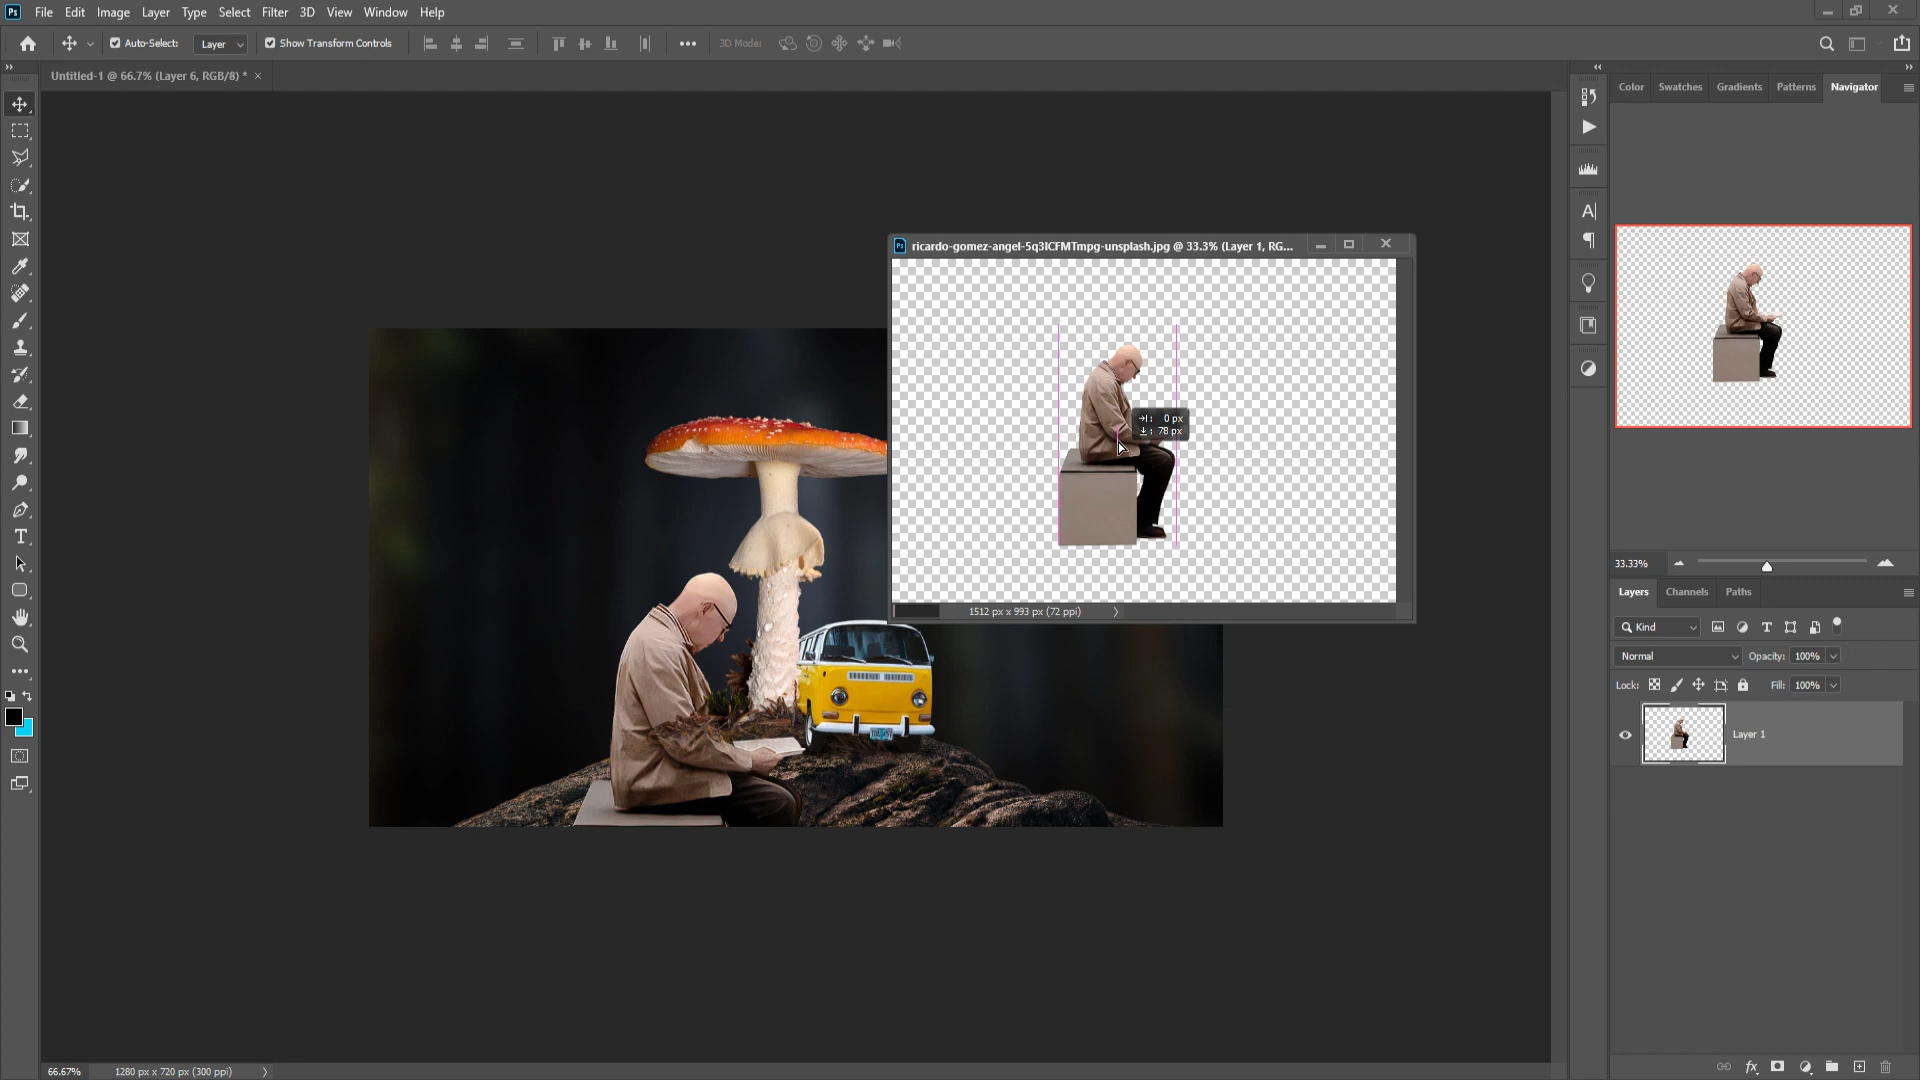 Ps File Edit Image Layer Type Select Filter 3D View Window Help
Auto-Select: Layer Show Transform Controls 3D Mode:
Untitled-1 @ 66.7% (Layer 6, RGB/8) * ×
Color Swatches Gradients Patterns Navigator
Ps ricardo-gomez-angel-5q3ICFMTmpg-unsplash.jpg @ 33.3% (Layer 1, RG...
0 px
78 px
1512 px x 993 px (72 ppi)
33.33%
Layers Channels Paths
Kind
Normal Opacity: 100%
Lock: Fill: 100%
Layer 1
66.67% 1280 px x 720 px (300 ppi)